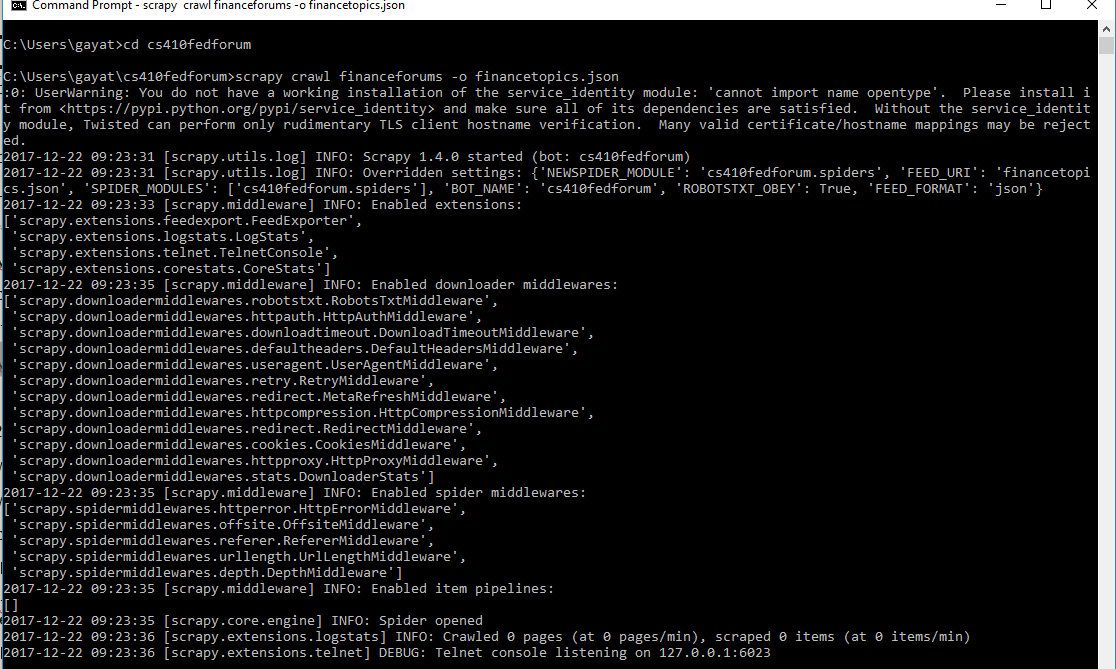 Command Prompt - scrapy  crawl financeforums -o financetopics.json
C:\Users\gayat>cd cs410fedforum
C:\Users\gayat\cs410fedforum>scrapy crawl financeforums -o financetopics.json
:0: UserWarning: You do not have a working installation of the service_identity module: 'cannot import name opentype'.  Please install i
t from <https://pypi.python.org/pypi/service_identity> and make sure all of its dependencies are satisfied.  Without the service_identit
y module, Twisted can perform only rudimentary TLS client hostname verification.  Many valid certificate/hostname mappings may be reject
ed.
2017-12-22 09:23:31 [scrapy.utils.log] INFO: Scrapy 1.4.0 started (bot: cs410fedforum)
2017-12-22 09:23:31 [scrapy.utils.log] INFO: Overridden settings: {'NEWSPIDER_MODULE': 'cs410fedforum.spiders', 'FEED_URI': 'financetopi
cs.json', 'SPIDER_MODULES': ['cs410fedforum.spiders'], 'BOT_NAME': 'cs410fedforum', 'ROBOTSTXT_OBEY': True, 'FEED_FORMAT': 'json'}
2017-12-22 09:23:33 [scrapy.middleware] INFO: Enabled extensions:
['scrapy.extensions.feedexport.FeedExporter',
 'scrapy.extensions.logstats.LogStats',
 'scrapy.extensions.telnet.TelnetConsole',
 'scrapy.extensions.corestats.CoreStats']
2017-12-22 09:23:35 [scrapy.middleware] INFO: Enabled downloader middlewares:
['scrapy.downloadermiddlewares.robotstxt.RobotsTxtMiddleware',
 'scrapy.downloadermiddlewares.httpauth.HttpAuthMiddleware',
 'scrapy.downloadermiddlewares.downloadtimeout.DownloadTimeoutMiddleware',
 'scrapy.downloadermiddlewares.defaultheaders.DefaultHeadersMiddleware',
 'scrapy.downloadermiddlewares.useragent.UserAgentMiddleware',
 'scrapy.downloadermiddlewares.retry.RetryMiddleware',
 'scrapy.downloadermiddlewares.redirect.MetaRefreshMiddleware',
 'scrapy.downloadermiddlewares.httpcompression.HttpCompressionMiddleware',
 'scrapy.downloadermiddlewares.redirect.RedirectMiddleware',
 'scrapy.downloadermiddlewares.cookies.CookiesMiddleware',
 'scrapy.downloadermiddlewares.httpproxy.HttpProxyMiddleware',
 'scrapy.downloadermiddlewares.stats.DownloaderStats']
2017-12-22 09:23:35 [scrapy.middleware] INFO: Enabled spider middlewares:
['scrapy.spidermiddlewares.httperror.HttpErrorMiddleware',
 'scrapy.spidermiddlewares.offsite.OffsiteMiddleware',
 'scrapy.spidermiddlewares.referer.RefererMiddleware',
 'scrapy.spidermiddlewares.urllength.UrlLengthMiddleware',
 'scrapy.spidermiddlewares.depth.DepthMiddleware']
2017-12-22 09:23:35 [scrapy.middleware] INFO: Enabled item pipelines:
[]
2017-12-22 09:23:35 [scrapy.core.engine] INFO: Spider opened
2017-12-22 09:23:36 [scrapy.extensions.logstats] INFO: Crawled 0 pages (at 0 pages/min), scraped 0 items (at 0 items/min)
2017-12-22 09:23:36 [scrapy.extensions.telnet] DEBUG: Telnet console listening on 127.0.0.1:6023